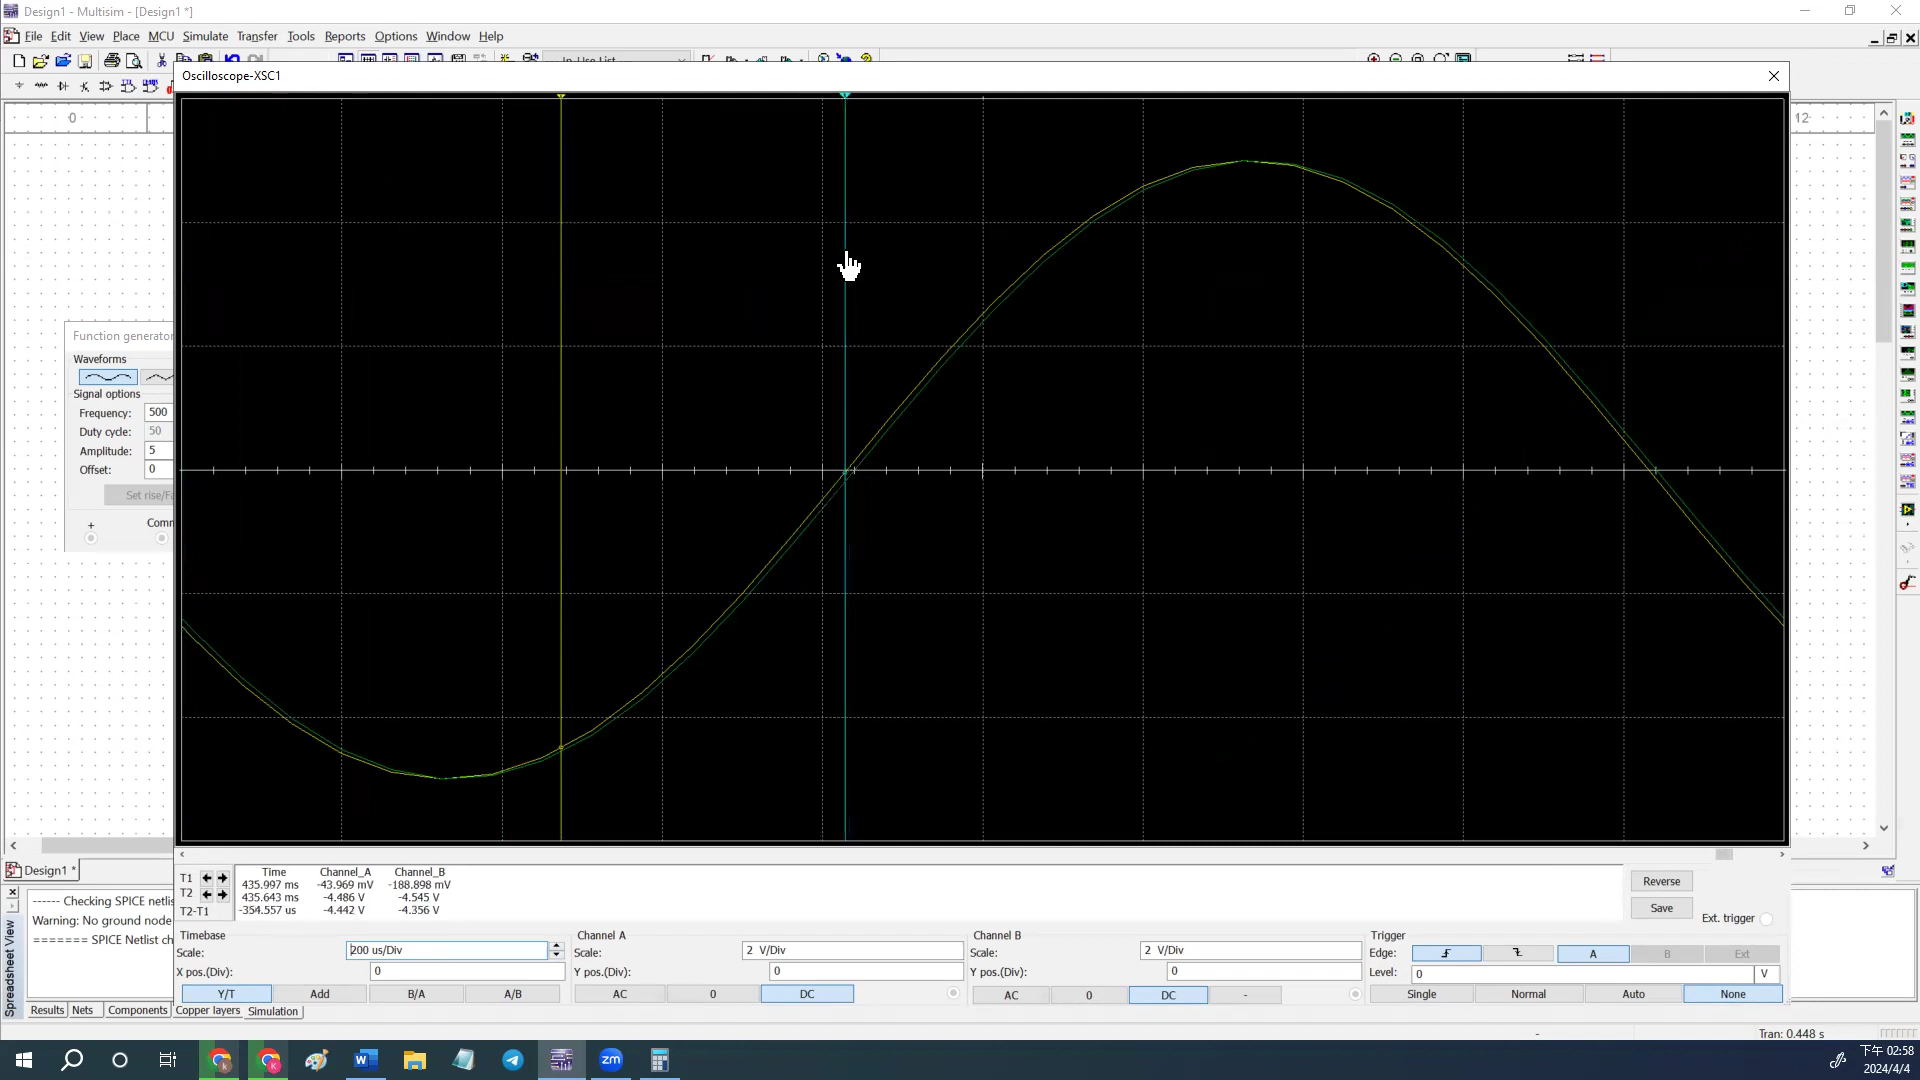 Design1 - Multisim - [Design1 *]
File Edit View Place MCU Simulate Transfer Tools Reports Options Window Help
Oscilloscope-XSC1
0
12
Function generator
Waveforms
Signal options
Frequency: 500
Duty cycle: 50
Amplitude: 5
Offset: 0
Set rise/Fa
+
Comm
Design1 *
Time Channel_A Channel_B
T1 435.997 ms -43.969 mV -188.898 mV
T2 435.643 ms -4.486 V -4.545 V
T2-T1 -354.557 us -4.442 V -4.356 V
Reverse
Save
Ext. trigger
Spreadsheet View
------ Checking SPICE netlis
Warning: No ground node
======= SPICE Netlist ch
Timebase
Scale: 200 us/Div
X pos.(Div): 0
Y/T Add B/A A/B
Channel A
Scale: 2 V/Div
Y pos.(Div): 0
AC 0 DC
Channel B
Scale: 2 V/Div
Y pos.(Div): 0
AC 0 DC -
Trigger
Edge: A B Ext
Level: 0 V
Single Normal Auto None
Results Nets Components Copper layers Simulation
- Tran: 0.448 s
下午 02:58
2024/4/4